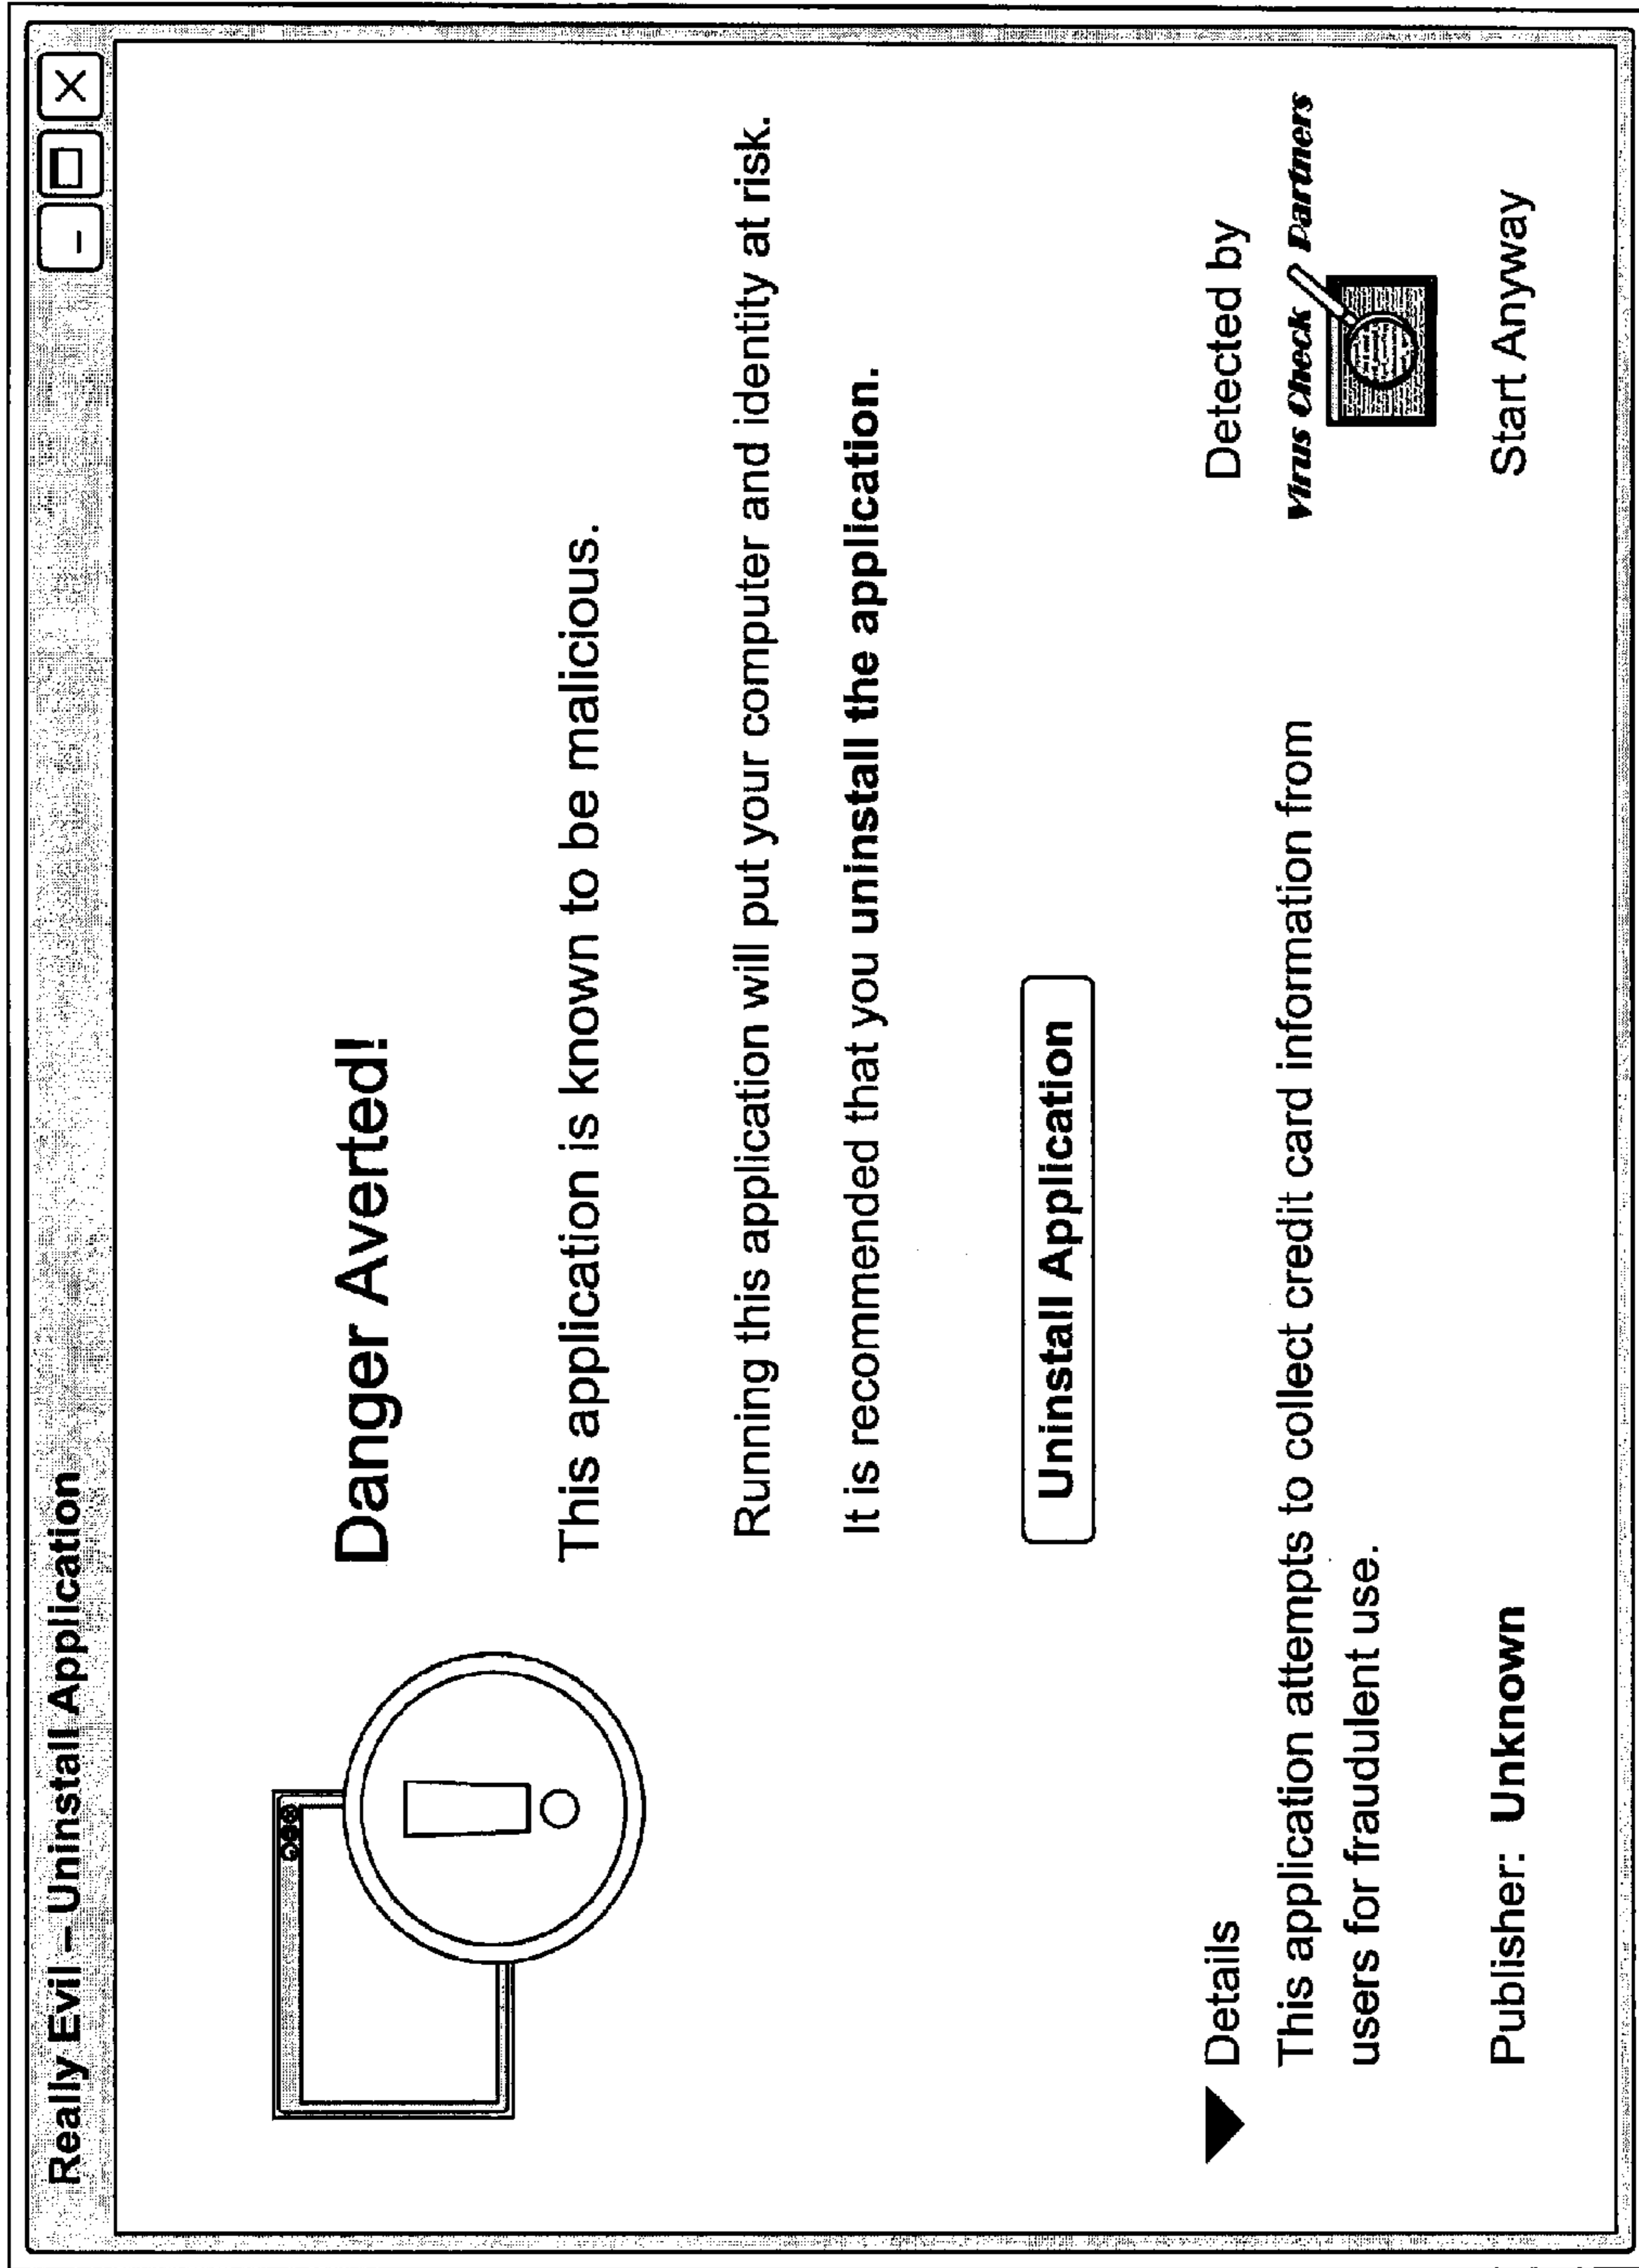 Really Evil – Uninstall Application
Danger Averted!
This application is known to be malicious.
Running this application will put your computer and identity at risk.
It is recommended that you uninstall the application.
Uninstall Application
Details
This application attempts to collect credit card information from
users for fraudulent use.
Publisher: Unknown
Detected by
Virus Check Partners
Start Anyway